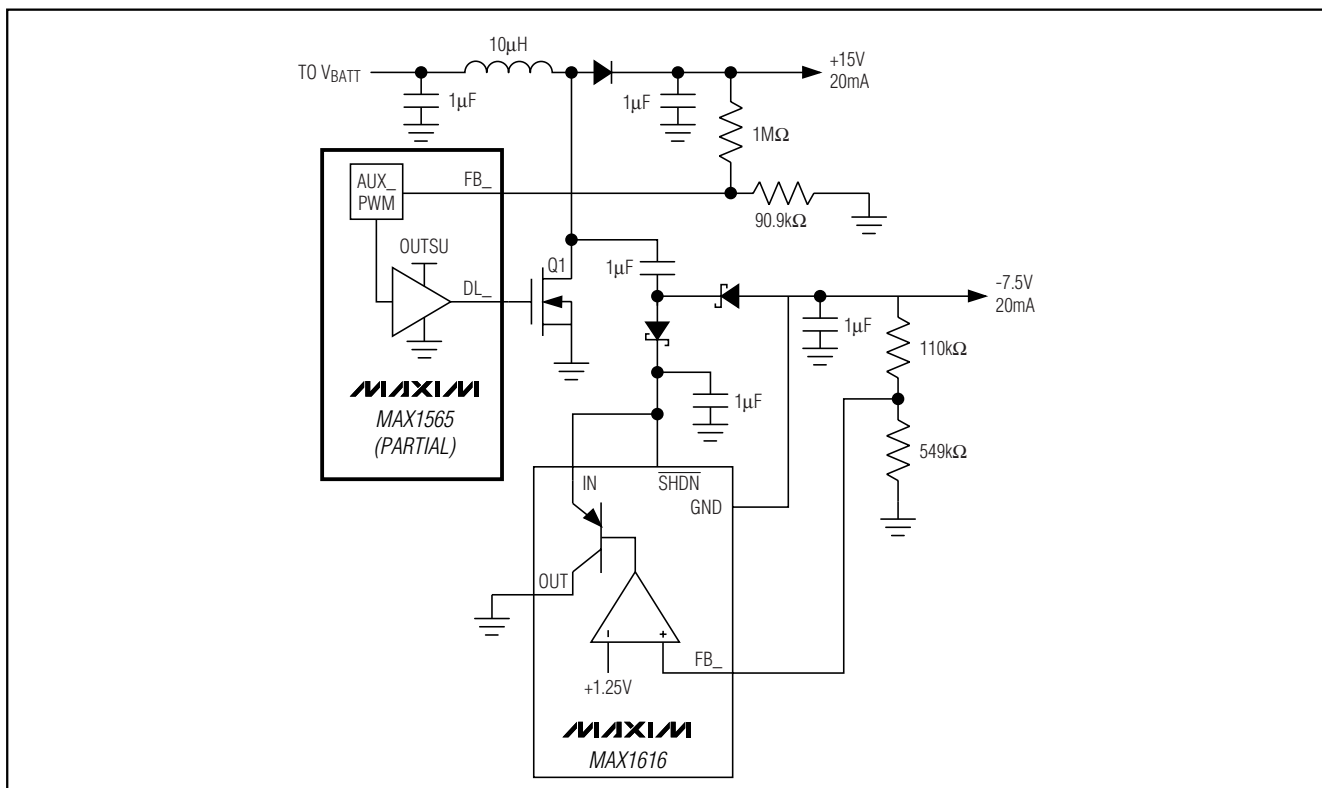 10μH
TO VBATT
+15V
20mA
1μF
1μF
1MΩ
AUX_
PWM
FB_
90.9kΩ
OUTSU
Q1
1μF
DL_
-7.5V
20mA
1μF
110kΩ
MAXIM
MAX1565
(PARTIAL)
1μF
549kΩ
IN
SHDN
GND
OUT
- +
FB_
+1.25V
MAXIM
MAX1616